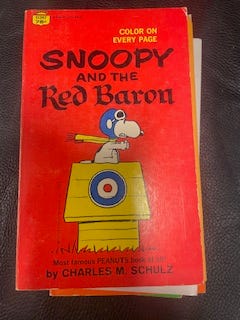 COLOR ON
EVERY PAGE
SNOOPY
AND THE
Red Baron
"Most famous PEANUTS book of all"
by CHARLES M. SCHULZ